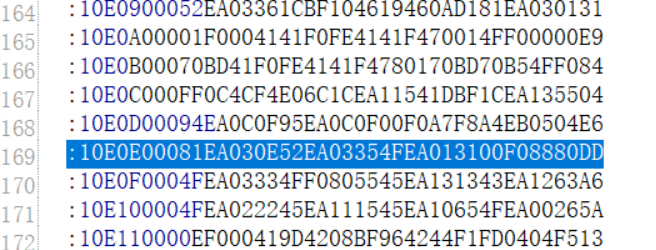 164 :10E0900052EA03361CBF104619460AD181EA030131
165 :10E0A00001F0004141F0FE4141F470014FF00000E9
166 :10E0B00070BD41F0FE4141F4780170BD70B54FF084
167 :10E0C000FF0C4CF4E06C1CEA11541DBF1CEA135504
168 :10E0D00094EA0C0F95EA0C0F00F0A7F8A4EB0504E6
169 :10E0E00081EA030E52EA03354FEA013100F08880DD
170 :10E0F0004FEA03334FF0805545EA131343EA1263A6
171 :10E100004FEA022245EA111545EA10654FEA00265A
172 :10E110000EF000419D4208BF964244F1FD0404F513